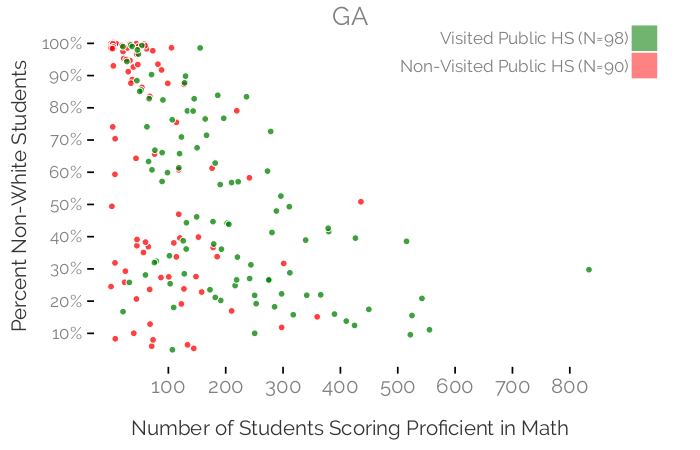 GA
Visited Public HS (N=98)
Non-Visited Public HS (N=90)
Percent Non-White Students
100%
90%
80%
70%
60%
50%
40%
30%
20%
10%
100 200 300 400 500 600 700 800
Number of Students Scoring Proficient in Math